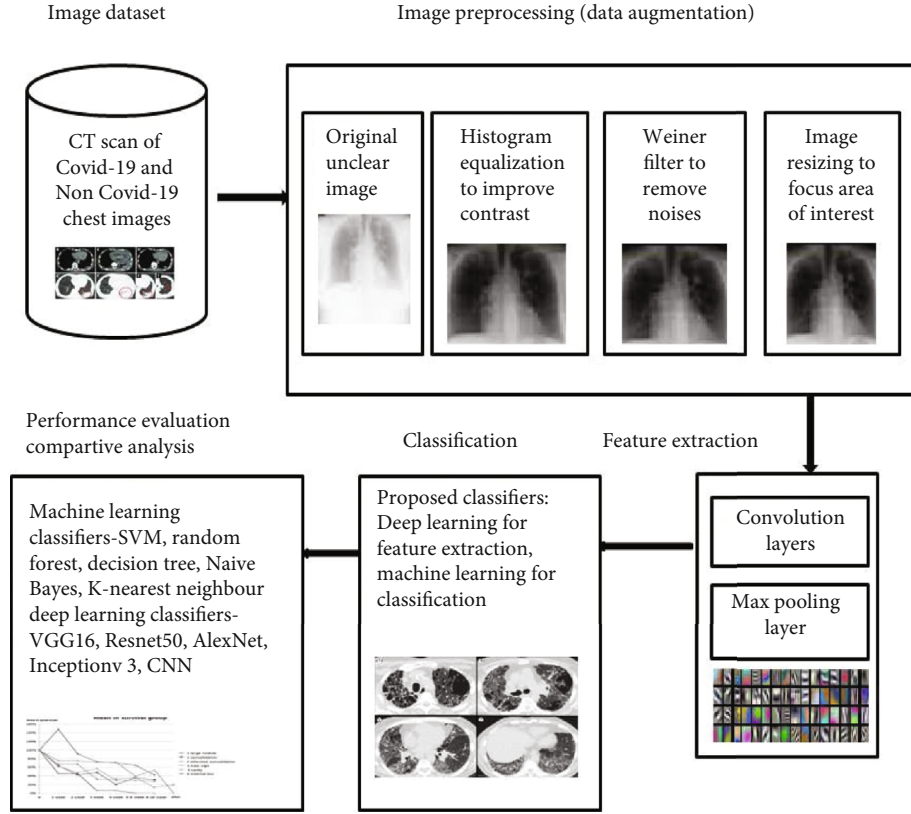 Image dataset
Image preprocessing (data augmentation)
CT scan of
Covid-19 and
Non Covid-19
chest images
Original
unclear
image
Histogram
equalization
to improve
contrast
Weiner
filter to
remove
noises
Image
resizing to
focus area
of interest
Performance evaluation
compartive analysis
Classification
Feature extraction
Machine learning
classifiers-SVM, random
forest, decision tree, Naive
Bayes, K-nearest neighbour
deep learning classifiers-
VGG16, Resnet50, AlexNet,
Inceptionv 3, CNN
Proposed classifiers:
Deep learning for
feature extraction,
machine learning for
classification
Convolution
layers
Max pooling
layer